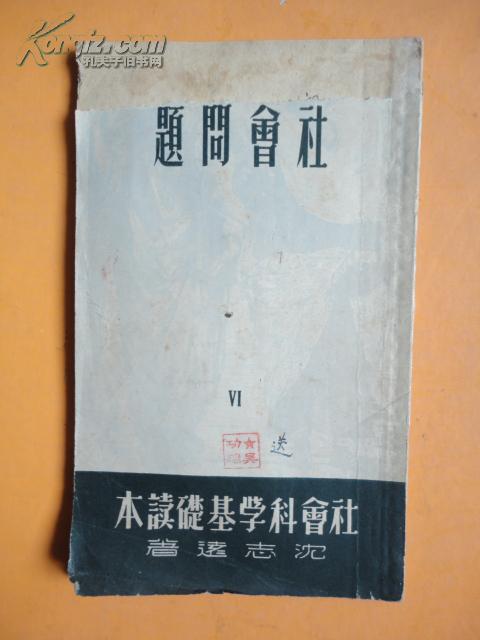 Kongfz.com
孔夫子旧书网
社會問題
VI
送
社會科学基礎讀本
沈志遠著